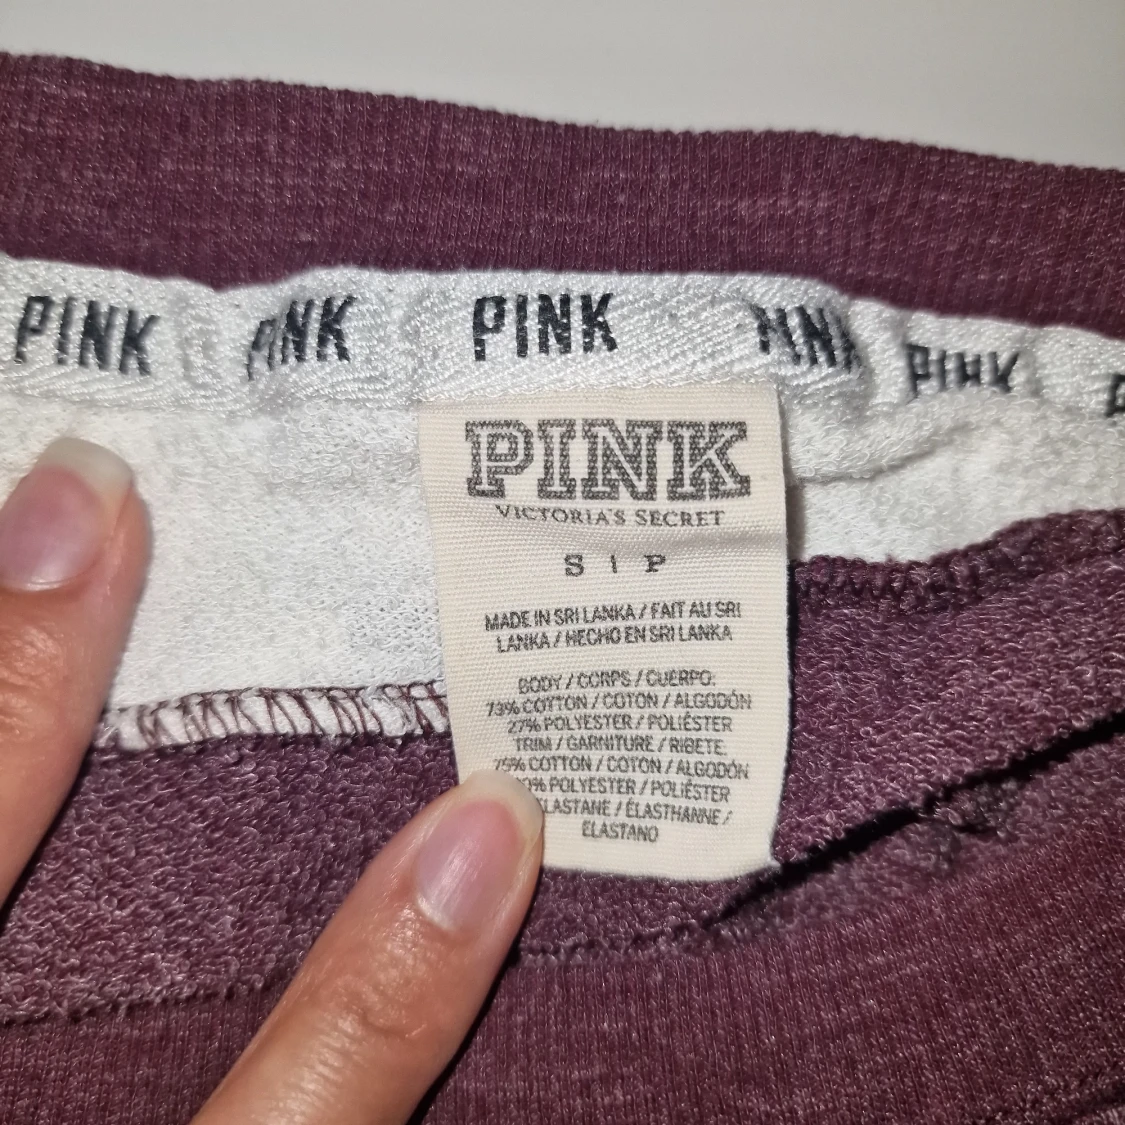 PINK PINK PINK PINK PINK
PINK
VICTORIA'S SECRET
S | P
MADE IN SRI LANKA / FAIT AU SRI
LANKA / HECHO EN SRI LANKA
BODY / CORPS / CUERPO:
73% COTTON / COTON / ALGODÓN
27% POLYESTER / POLIÉSTER
TRIM / GARNITURE / RIBETE:
75% COTTON / COTON / ALGODÓN
POLYESTER / POLIÉSTER
/ ÉLASTHANNE /
ELASTANO